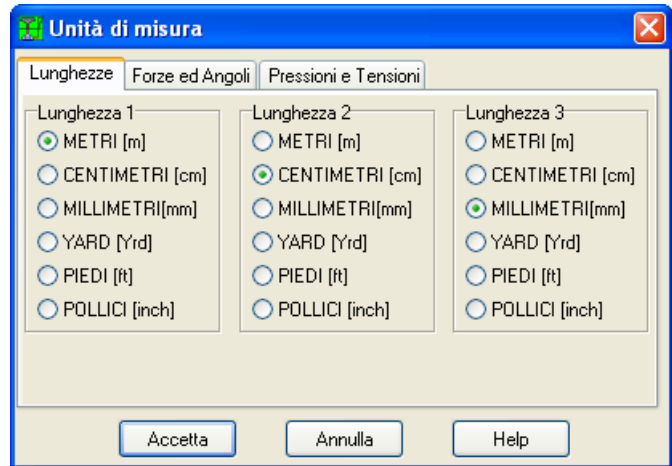 Unità di misura
Lunghezze Forze ed Angoli Pressioni e Tensioni
Lunghezza 1
METRI [m]
CENTIMETRI [cm]
MILLIMETRI[mm]
YARD [Yrd]
PIEDI [ft]
POLLICI [inch]
Lunghezza 2
METRI [m]
CENTIMETRI [cm]
MILLIMETRI[mm]
YARD [Yrd]
PIEDI [ft]
POLLICI [inch]
Lunghezza 3
METRI [m]
CENTIMETRI [cm]
MILLIMETRI[mm]
YARD [Yrd]
PIEDI [ft]
POLLICI [inch]
Accetta Annulla Help